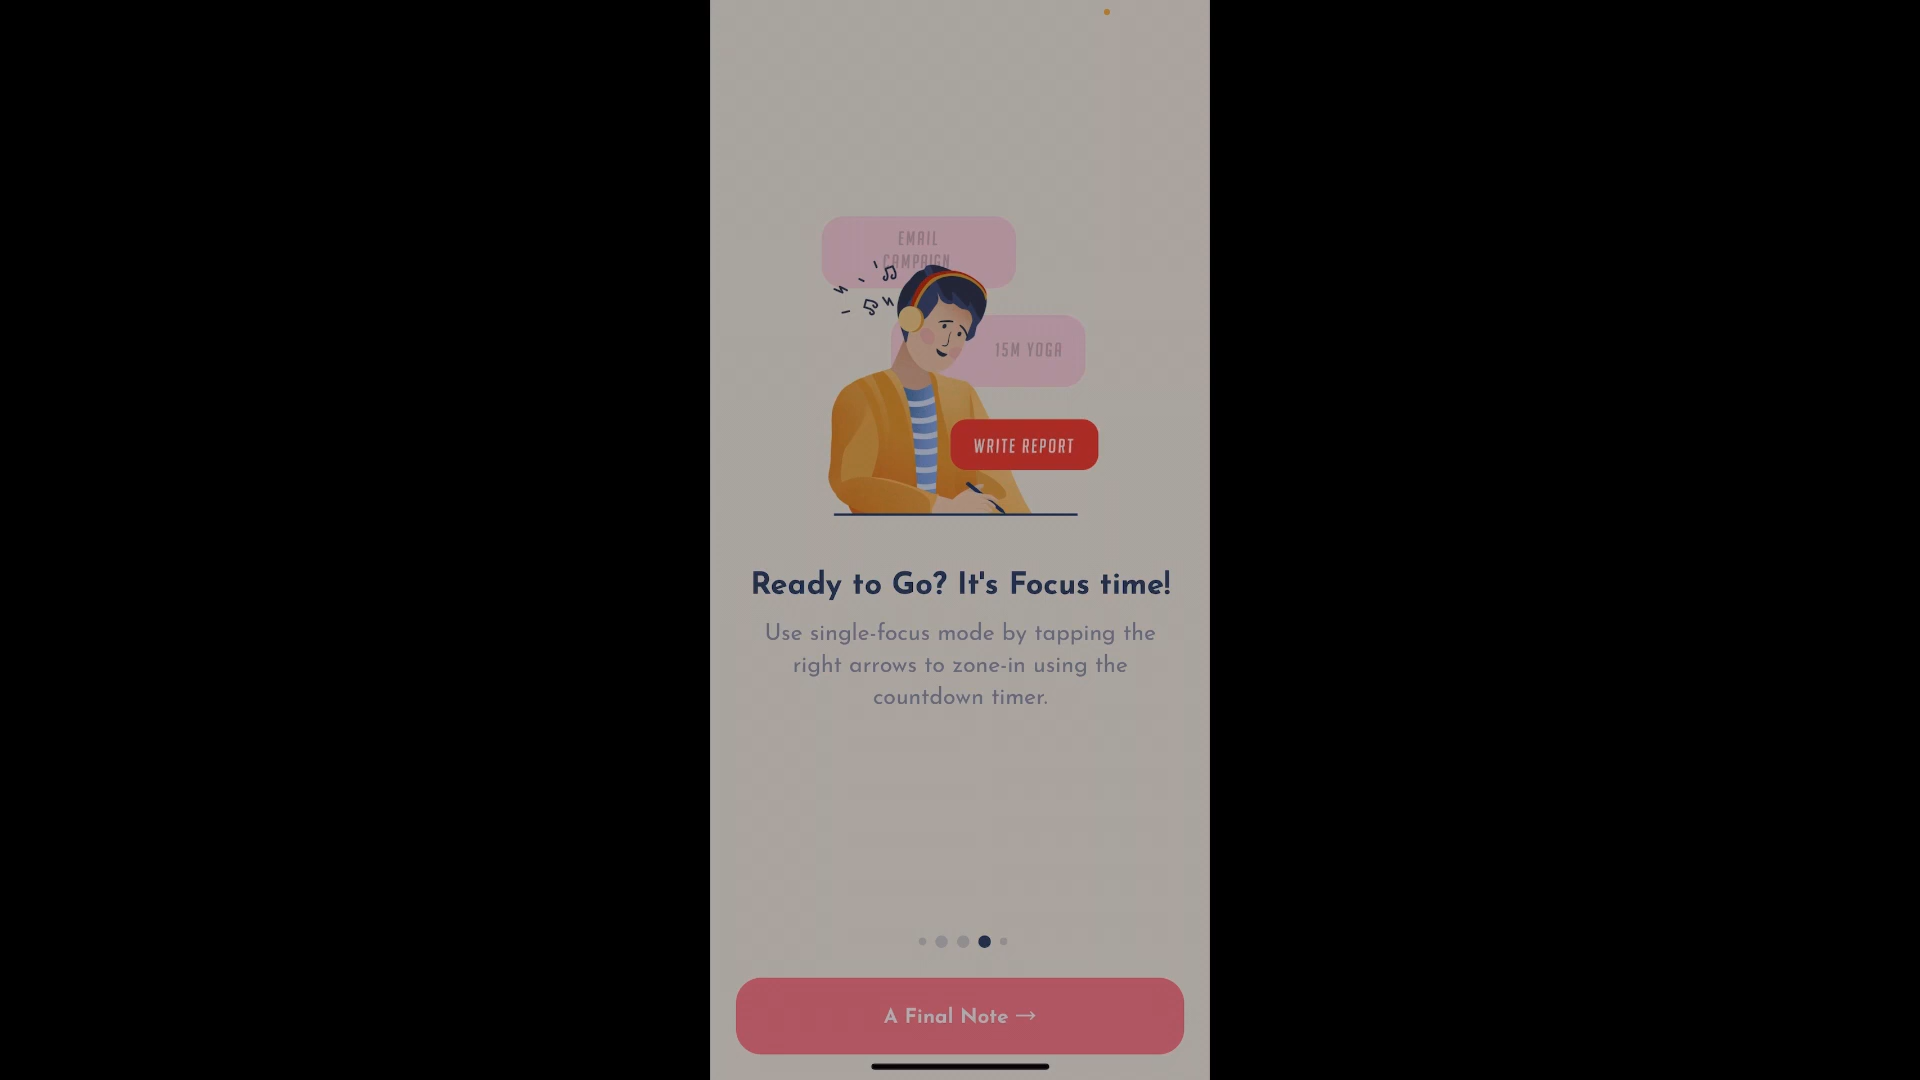 EMAIL
CAMPAIGN
15M YOGA
WRITE REPORT
Ready to Go? It's Focus time!
Use single-focus mode by tapping the
right arrows to zone-in using the
countdown timer.
A Final Note →